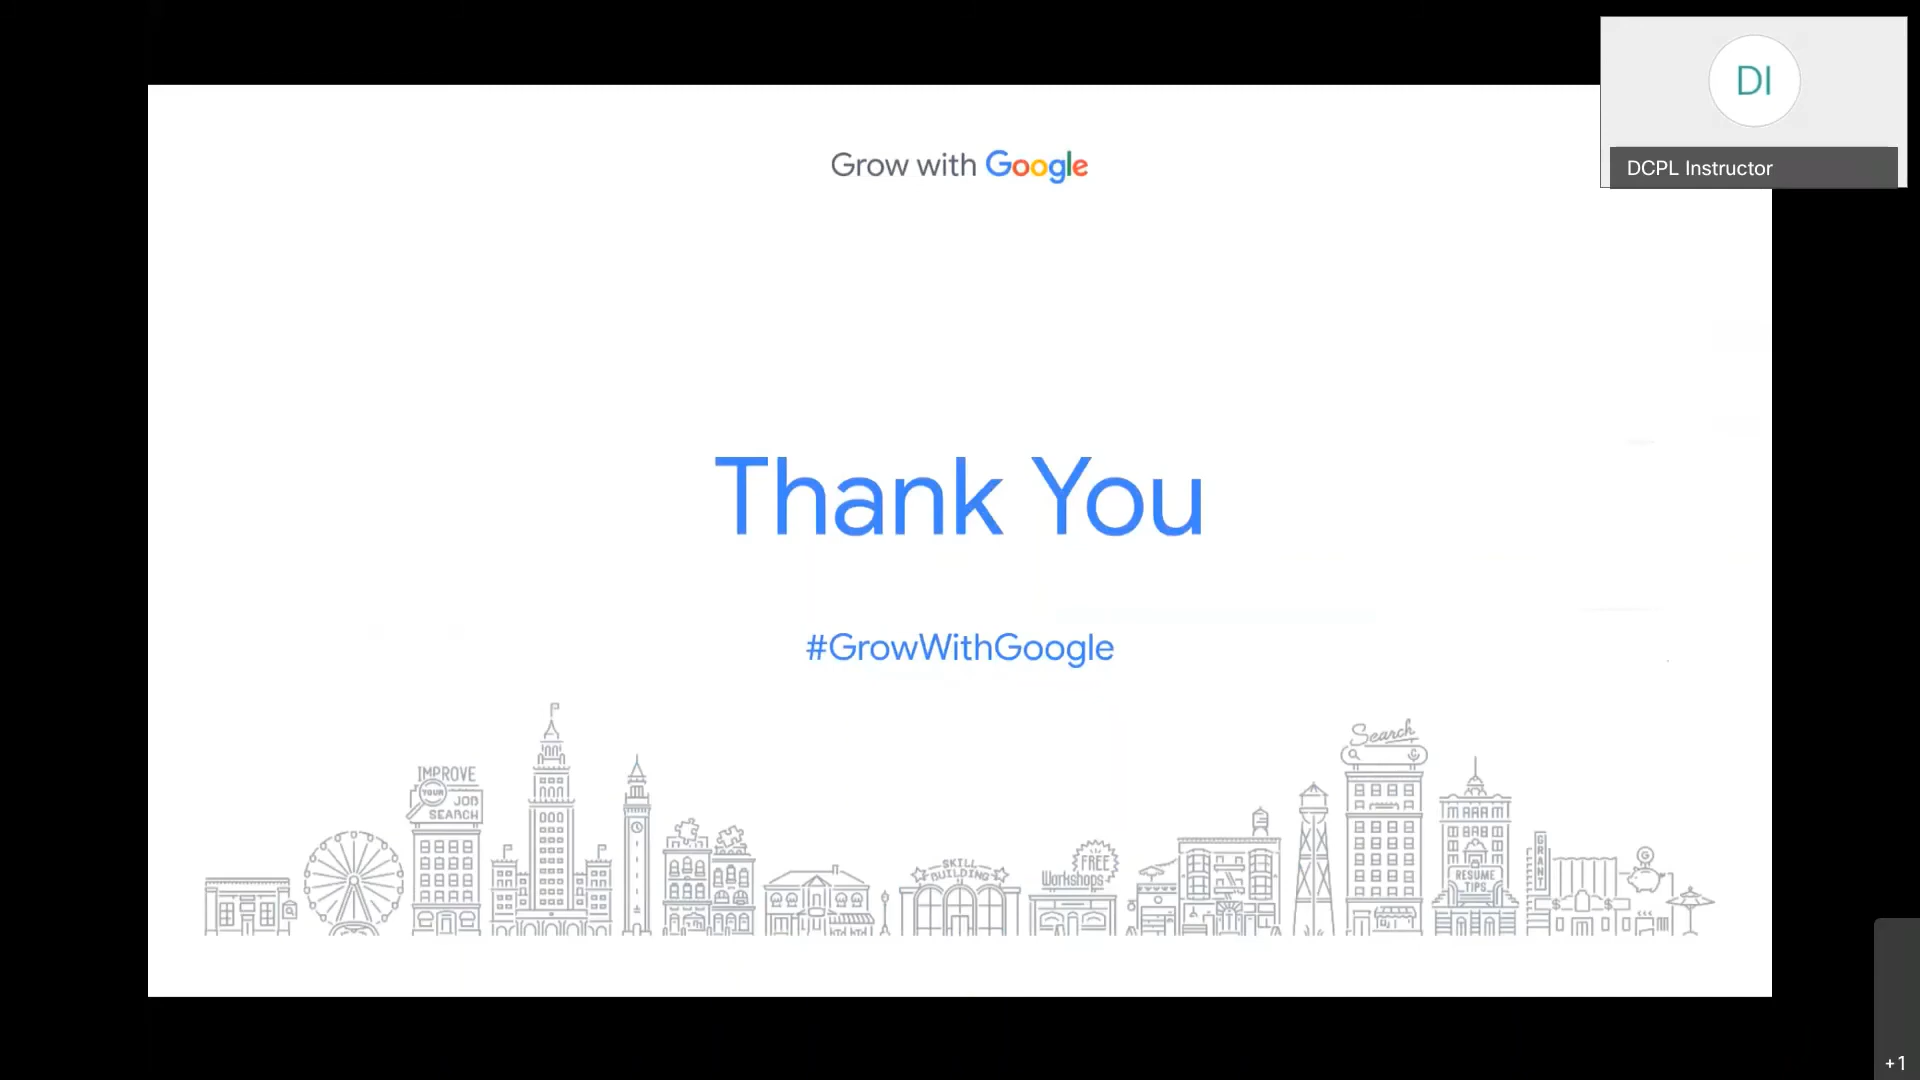 DI
DCPL Instructor
Grow with Google
Thank You
#GrowWithGoogle
Search
IMPROVE
YOUR
JOB
SEARCH
SKILL
BUILDING
FREE
Workshops
RESUME
TIPS
GRANT
G
$ $
+1